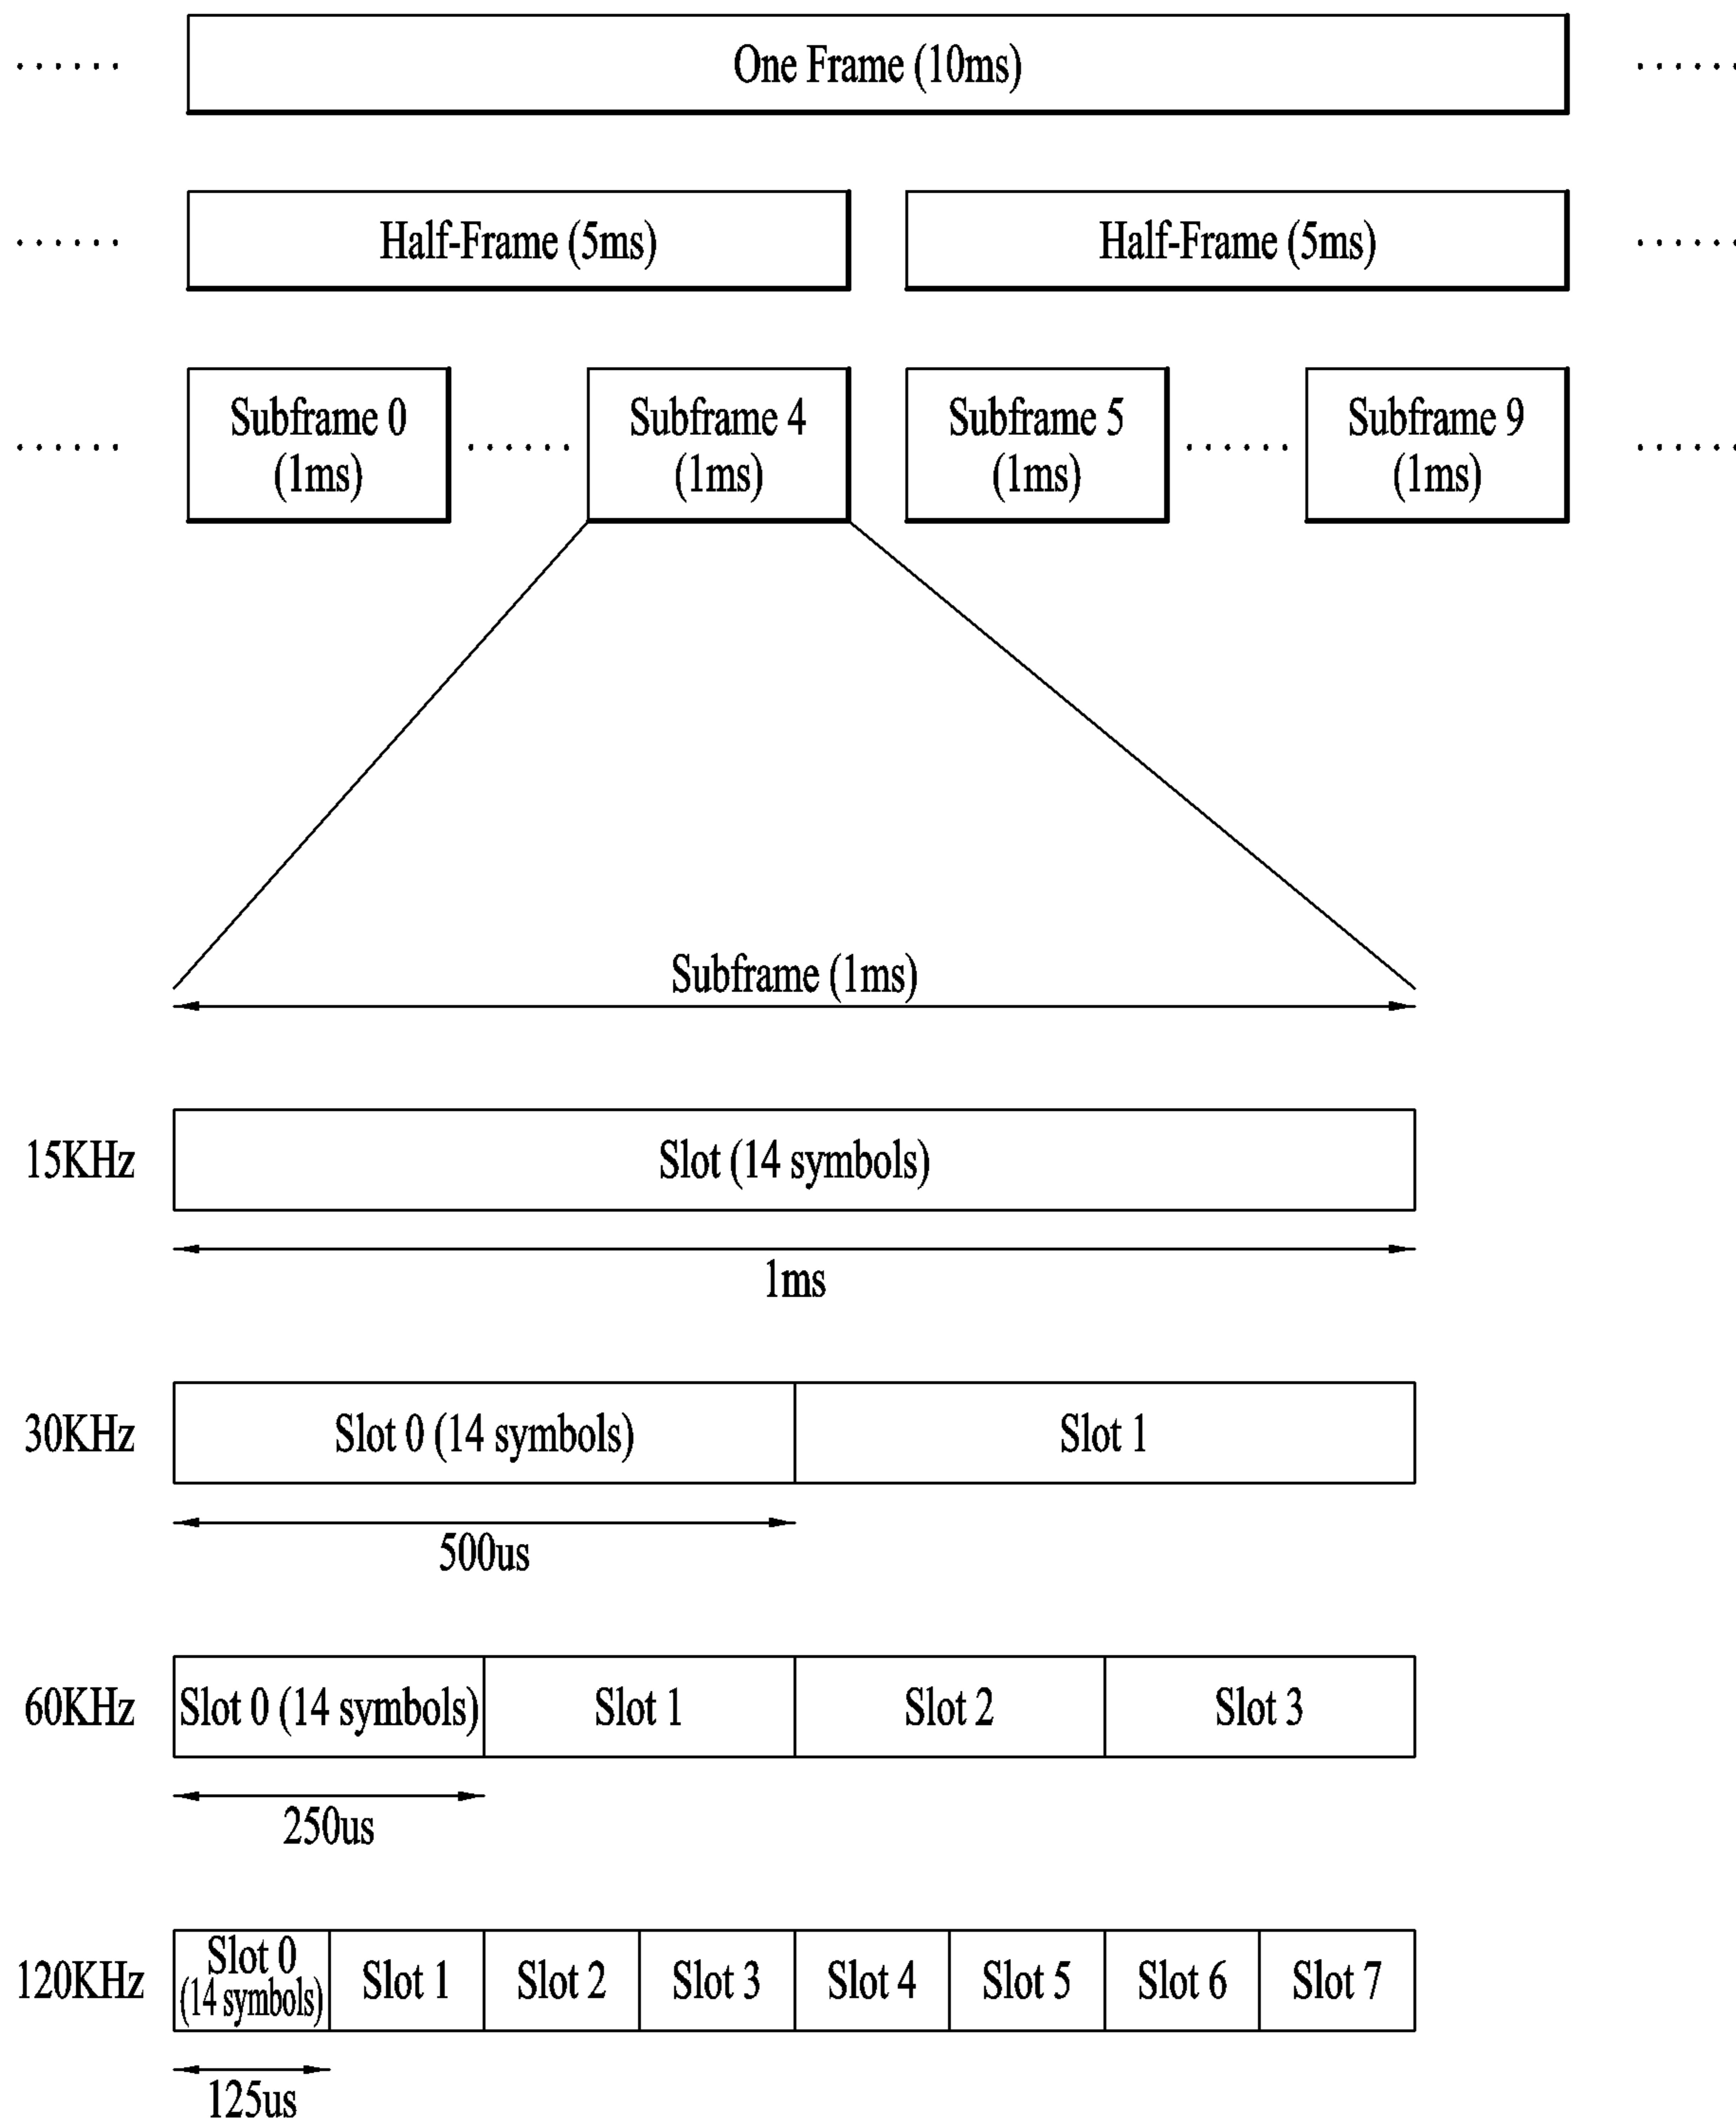 ...... One Frame (10ms) ......
...... Half-Frame (5ms) Half-Frame (5ms) ......
Subframe 0 Subframe 4 Subframe 5 Subframe 9
...... (1ms) ...... (1ms) (1ms) ...... (1ms) ......
Subframe (1ms)
15KHz Slot (14 symbols)
1ms
30KHz Slot 0 (14 symbols) Slot 1
500us
60KHz Slot 0 (14 symbols) Slot 1 Slot 2 Slot 3
250us
120KHz Slot 0 (14 symbols) Slot 1 Slot 2 Slot 3 Slot 4 Slot 5 Slot 6 Slot 7
125us